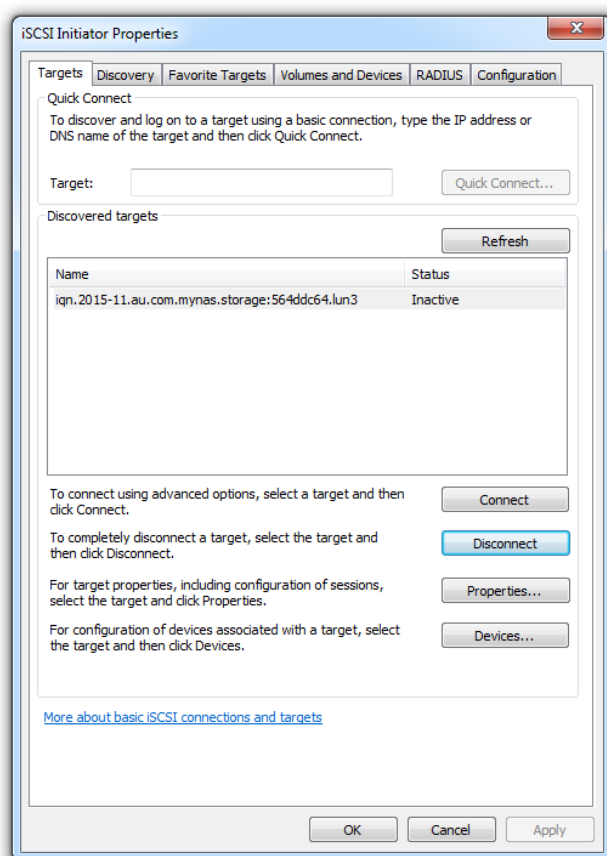 iSCSI Initiator Properties
Targets Discovery Favorite Targets Volumes and Devices RADIUS Configuration
Quick Connect
To discover and log on to a target using a basic connection, type the IP address or
DNS name of the target and then click Quick Connect.
Target: Quick Connect...
Discovered targets
Refresh
Name Status
iqn.2015-11.au.com.mynas.storage:564ddc64.lun3 Inactive
To connect using advanced options, select a target and then
click Connect.
Connect
To completely disconnect a target, select the target and
then click Disconnect.
Disconnect
For target properties, including configuration of sessions,
select the target and click Properties.
Properties...
For configuration of devices associated with a target, select
the target and then click Devices.
Devices...
More about basic iSCSI connections and targets
OK Cancel Apply